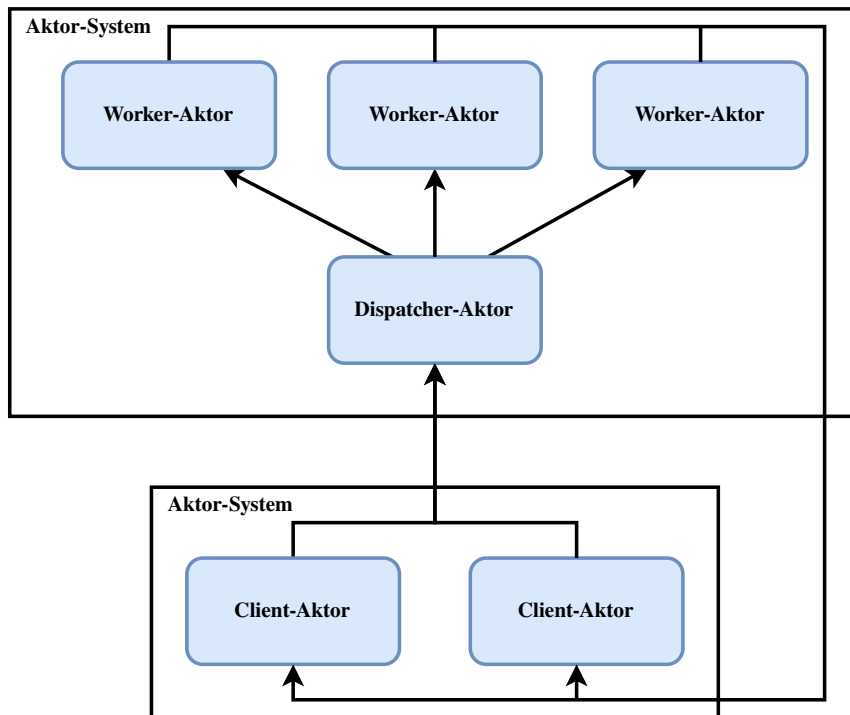 Aktor-System
Worker-Aktor
Worker-Aktor
Worker-Aktor
Dispatcher-Aktor
Aktor-System
Client-Aktor
Client-Aktor